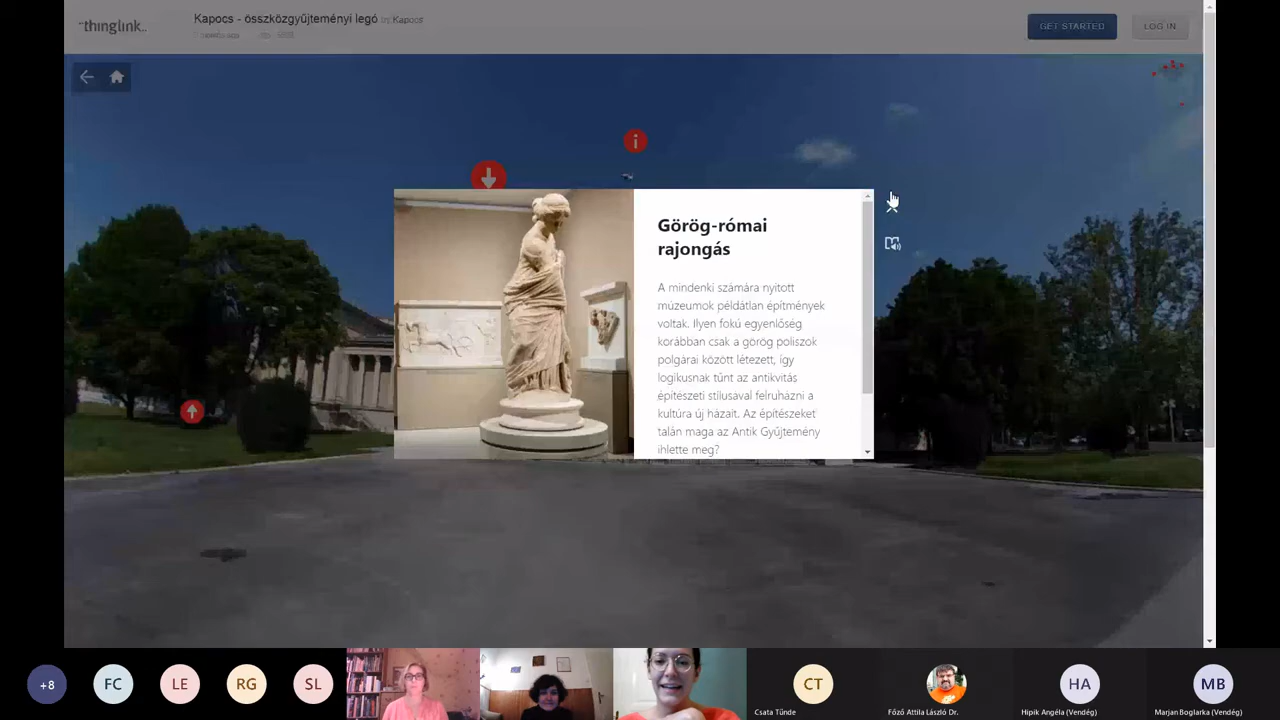 thinglink..
Kapocs - összközgyűjteményi legó by Kapocs
GET STARTED
LOG IN
i
Görög-római
rajongás
A mindenki számára nyitott
múzeumok példátlan építmények
voltak. Ilyen fokú egyenlőség
korábban csak a görög poliszok
polgárai között létezett, így
logikusnak tűnt az antikvitás
építészeti stílusával felruházni a
kultúra új házait. Az építészeket
talán maga az Antik Gyűjtemény
ihlette meg?
+8
FC
LE
RG
SL
CT
HA
MB
Csata Tünde
Főző Attila László Dr.
Hipik Angéla (Vendég)
Marjan Boglarka (Vendég)